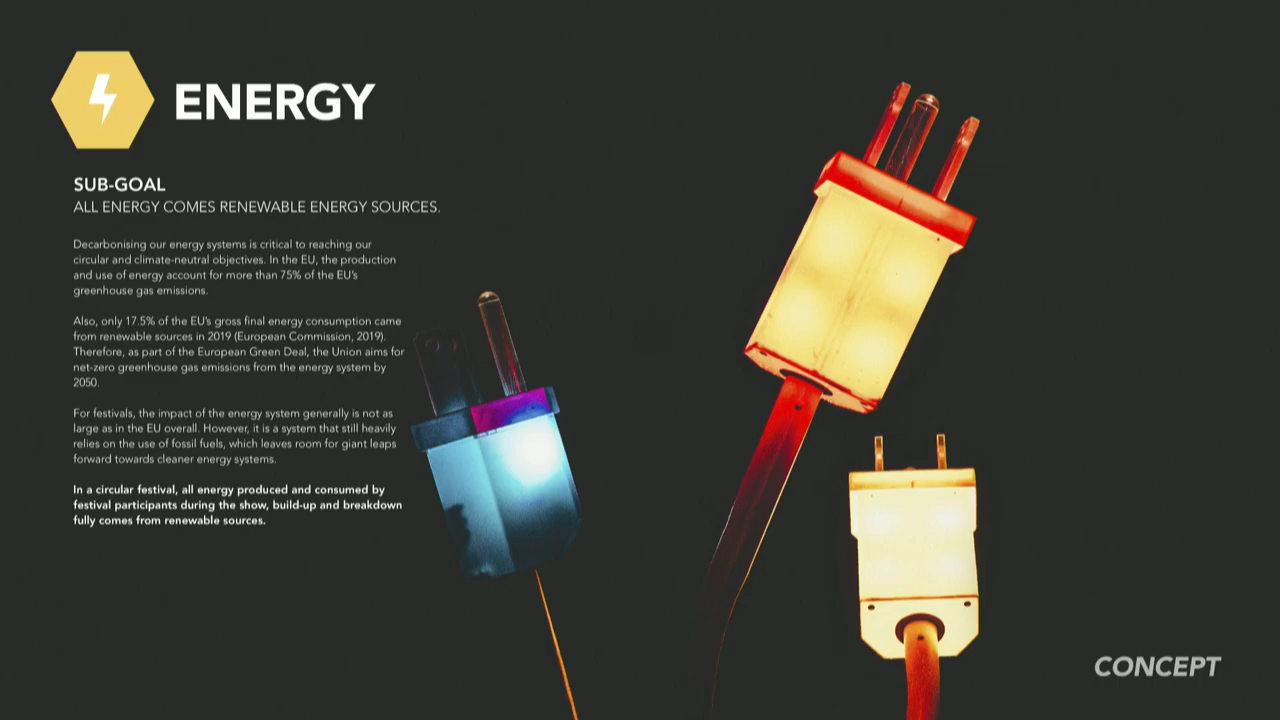 ENERGY
SUB-GOAL
ALL ENERGY COMES RENEWABLE ENERGY SOURCES.
Decarbonising our energy systems is critical to reaching our
circular and climate-neutral objectives. In the EU, the production
and use of energy account for more than 75% of the EU's
greenhouse gas emissions.
Also, only 17.5% of the EU's gross final energy consumption came
from renewable sources in 2019 (European Commission, 2019).
Therefore, as part of the European Green Deal, the Union aims for
net-zero greenhouse gas emissions from the energy system by
2050.
For festivals, the impact of the energy system generally is not as
large as in the EU overall. However, it is a system that still heavily
relies on the use of fossil fuels, which leaves room for giant leaps
forward towards cleaner energy systems.
In a circular festival, all energy produced and consumed by
festival participants during the show, build-up and breakdown
fully comes from renewable sources.
CONCEPT